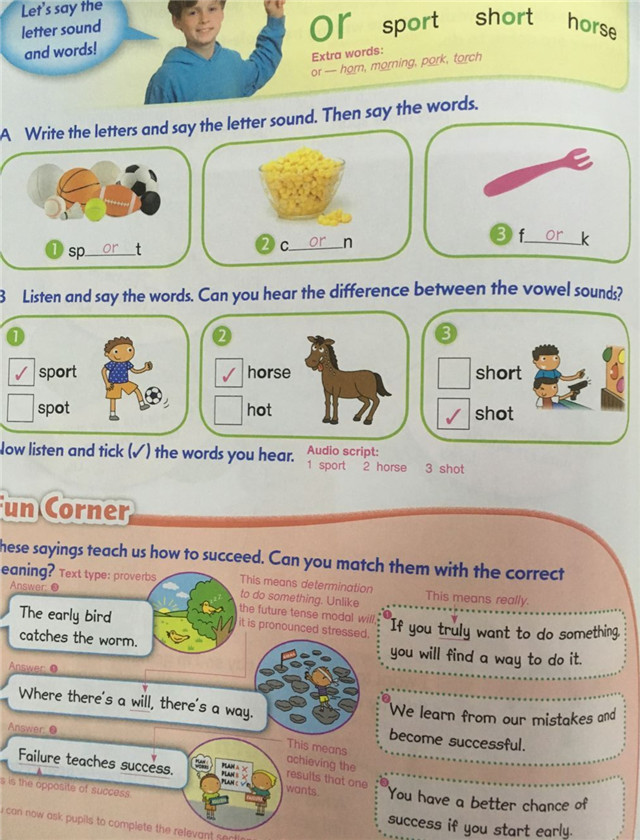 Let's say the
letter sound
and words!
or sport short horse
Extra words:
or — horn, morning, pork, torch
A Write the letters and say the letter sound. Then say the words.
1 sp or t
2 c or n
3 f or k
B Listen and say the words. Can you hear the difference between the vowel sounds?
1
✓ sport
spot
2
✓ horse
hot
3
short
✓ shot
Now listen and tick (✓) the words you hear.
Audio script:
1 sport 2 horse 3 shot
Fun Corner
hese sayings teach us how to succeed. Can you match them with the correct
eaning? Text type: proverbs
Answer: 3
The early bird
catches the worm.
This means determination
to do something. Unlike
the future tense modal will,
it is pronounced stressed.
Answer: 1
Where there's a will, there's a way.
Answer: 2
Failure teaches success.
s is the opposite of success.
PLAN A ✗
PLAN B ✗
PLAN C ✓
This means
achieving the
results that one
wants.
This means really.
1 If you truly want to do something,
you will find a way to do it.
2 We learn from our mistakes and
become successful.
3 You have a better chance of
success if you start early.
can now ask pupils to complete the relevant